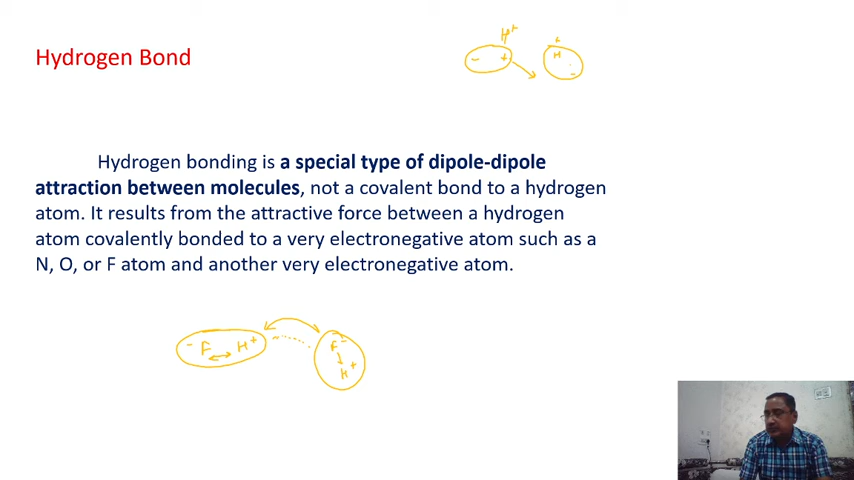 H+
- + + H -
Hydrogen Bond
Hydrogen bonding is a special type of dipole-dipole
attraction between molecules, not a covalent bond to a hydrogen
atom. It results from the attractive force between a hydrogen
atom covalently bonded to a very electronegative atom such as a
N, O, or F atom and another very electronegative atom.
- F H+ F-
H+